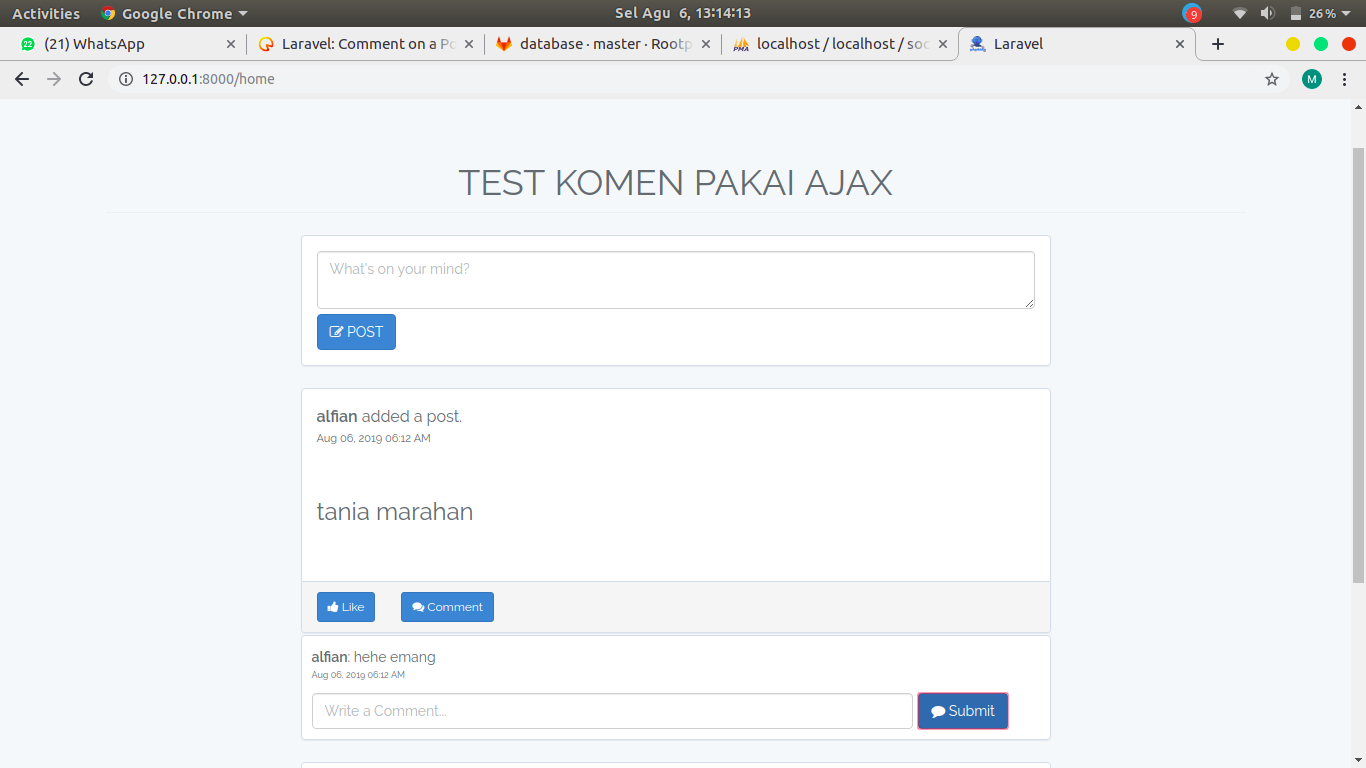 Activities Google Chrome Sel Agu 6, 13:14:13 9 26%
22 (21) WhatsApp Laravel: Comment on a Po database · master · Rootp PMA localhost / localhost / soc Laravel
127.0.0.1:8000/home M
TEST KOMEN PAKAI AJAX
What's on your mind?
POST
alfian added a post.
Aug 06, 2019 06:12 AM
tania marahan
Like Comment
alfian: hehe emang
Aug 06, 2019 06:12 AM
Write a Comment... Submit